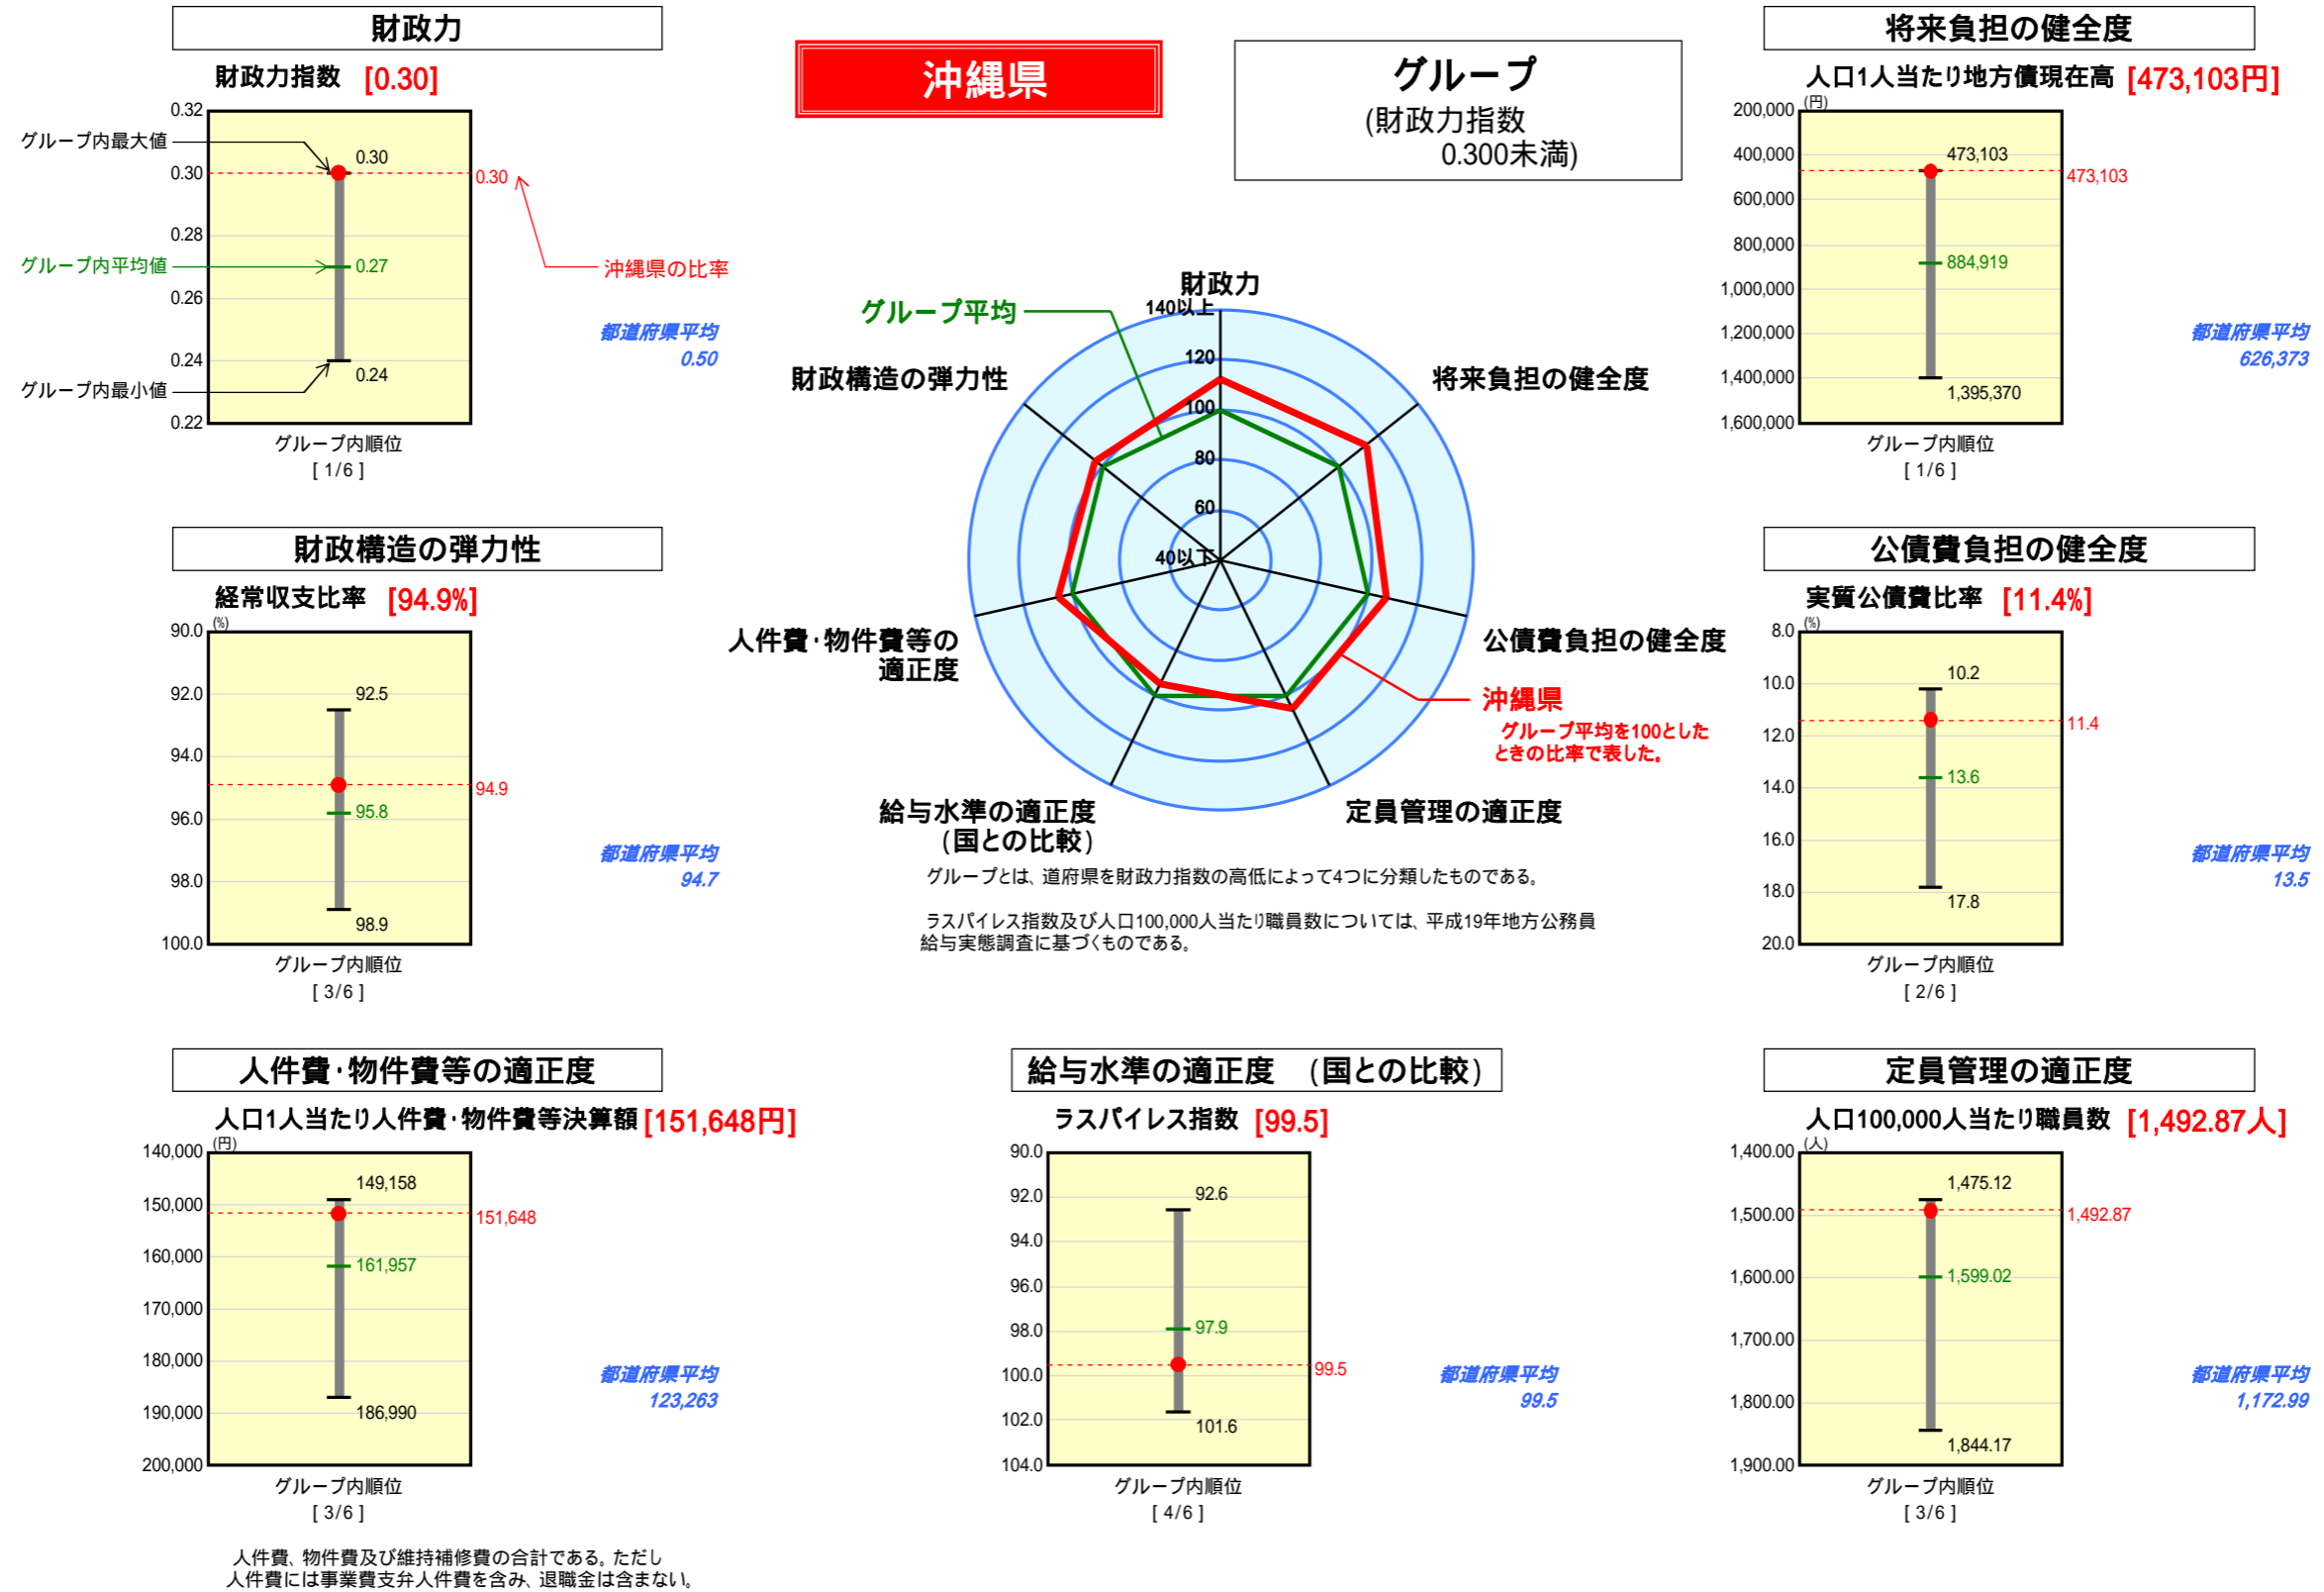 財政力
財政力指数 [0.30]
0.32
0.30
0.28
0.26
0.24
0.22
グループ内最大値
グループ内平均値
グループ内最小値
0.30
0.27
0.24
0.30
沖縄県の比率
都道府県平均
0.50
グループ内順位
[ 1/6 ]
沖縄県
グループ
(財政力指数
0.300未満)
将来負担の健全度
人口1人当たり地方債現在高 [473,103円]
(円)
200,000
400,000
600,000
800,000
1,000,000
1,200,000
1,400,000
1,600,000
473,103
884,919
1,395,370
473,103
都道府県平均
626,373
グループ内順位
[ 1/6 ]
財政力
140以上
120
100
80
60
40以下
グループ平均
財政構造の弾力性
将来負担の健全度
人件費・物件費等の
適正度
公債費負担の健全度
沖縄県
グループ平均を100とした
ときの比率で表した。
給与水準の適正度
(国との比較)
定員管理の適正度
グループとは、道府県を財政力指数の高低によって4つに分類したものである。
ラスパイレス指数及び人口100,000人当たり職員数については、平成19年地方公務員
給与実態調査に基づくものである。
財政構造の弾力性
経常収支比率 [94.9%]
(%)
90.0
92.0
94.0
96.0
98.0
100.0
92.5
95.8
98.9
94.9
都道府県平均
94.7
グループ内順位
[ 3/6 ]
公債費負担の健全度
実質公債費比率 [11.4%]
(%)
8.0
10.0
12.0
14.0
16.0
18.0
20.0
10.2
13.6
17.8
11.4
都道府県平均
13.5
グループ内順位
[ 2/6 ]
人件費・物件費等の適正度
人口1人当たり人件費・物件費等決算額 [151,648円]
(円)
140,000
150,000
160,000
170,000
180,000
190,000
200,000
149,158
161,957
186,990
151,648
都道府県平均
123,263
グループ内順位
[ 3/6 ]
人件費、物件費及び維持補修費の合計である。ただし
人件費には事業費支弁人件費を含み、退職金は含まない。
給与水準の適正度 (国との比較)
ラスパイレス指数 [99.5]
90.0
92.0
94.0
96.0
98.0
100.0
102.0
104.0
92.6
97.9
101.6
99.5
都道府県平均
99.5
グループ内順位
[ 4/6 ]
定員管理の適正度
人口100,000人当たり職員数 [1,492.87人]
(人)
1,400.00
1,500.00
1,600.00
1,700.00
1,800.00
1,900.00
1,475.12
1,599.02
1,844.17
1,492.87
都道府県平均
1,172.99
グループ内順位
[ 3/6 ]